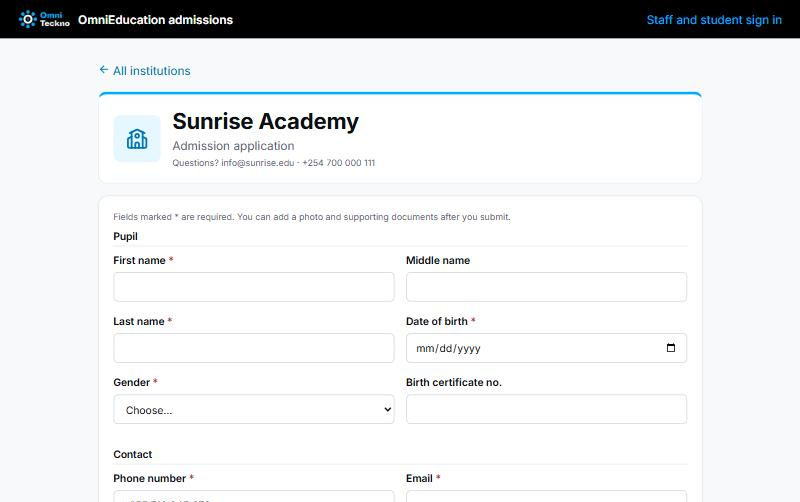 Omni
Teckno
OmniEducation admissions
Staff and student sign in
← All institutions
Sunrise Academy
Admission application
Questions? info@sunrise.edu · +254 700 000 111
Fields marked * are required. You can add a photo and supporting documents after you submit.
Pupil
First name *
Middle name
Last name *
Date of birth *
mm/dd/yyyy
Gender *
Birth certificate no.
Choose...
Contact
Phone number *
Email *